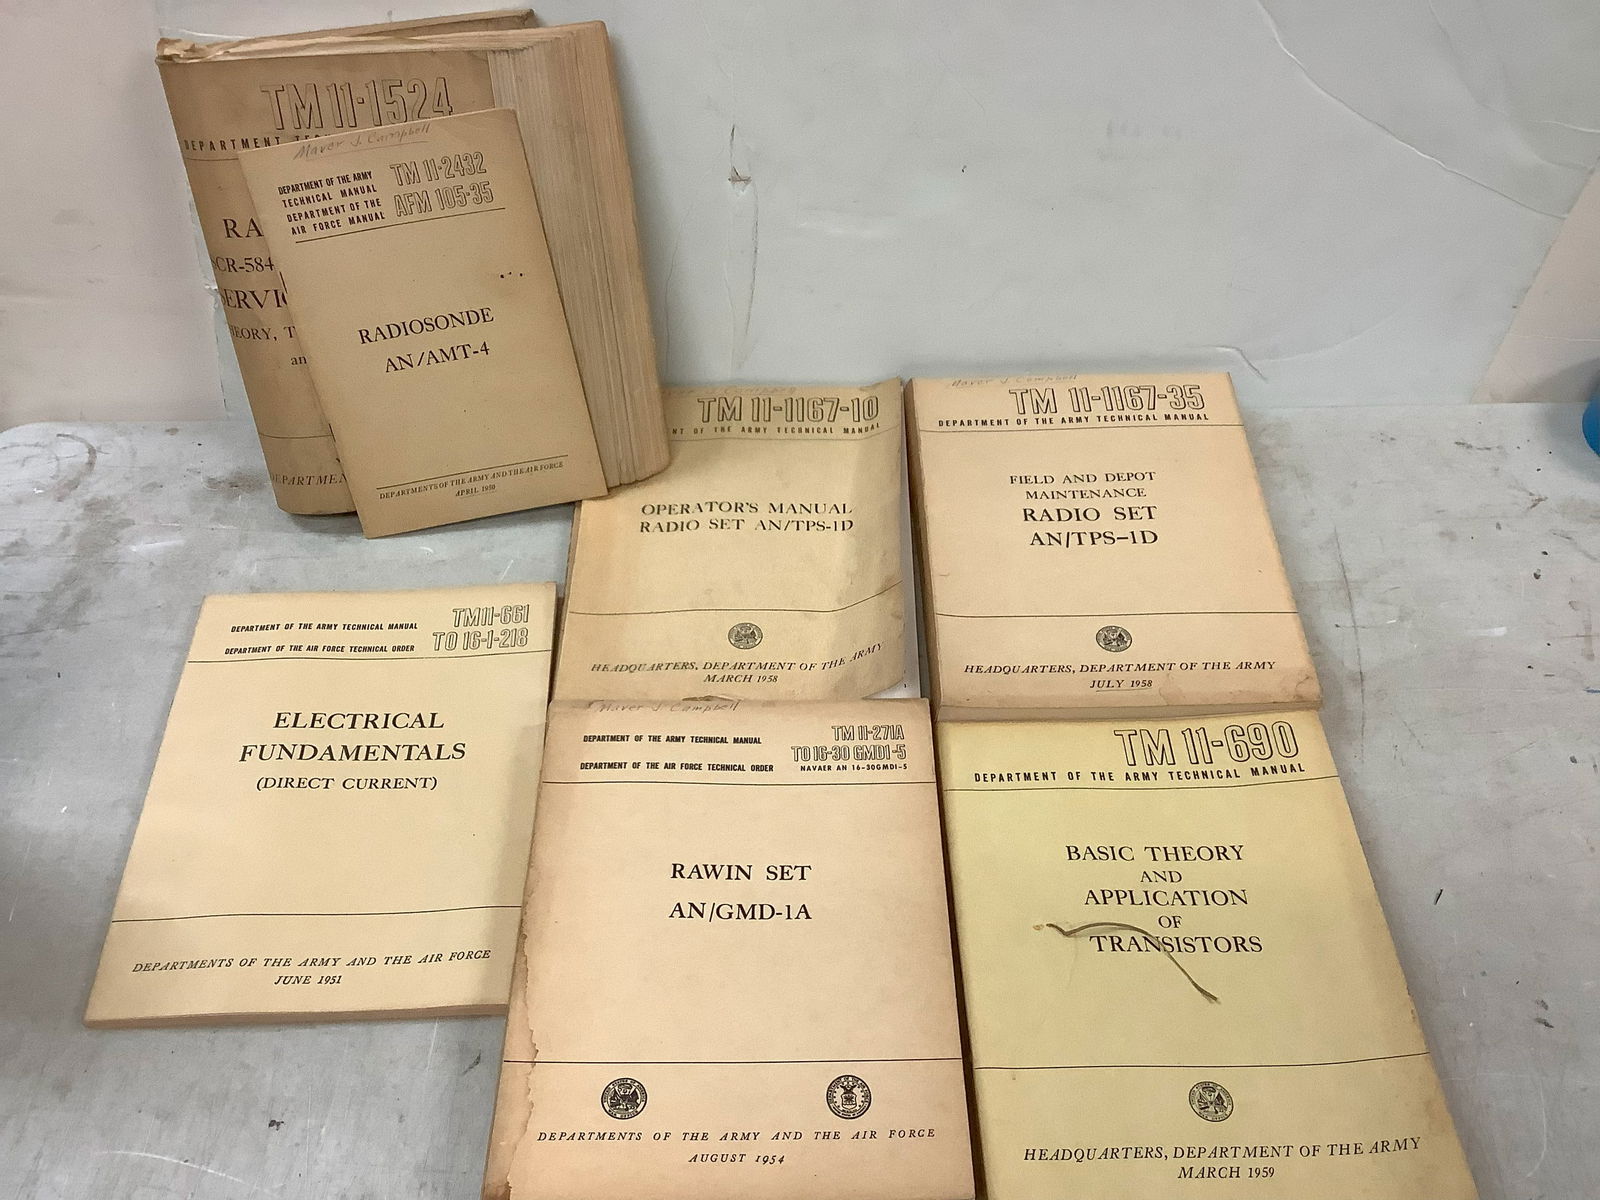 TM 11-1524
DEPARTMENT
RA
SCR-584
SERVI
HEORY, T
an
DEPARTMEN
Maver J. Campbell
DEPARTMENT OF THE ARMY
TECHNICAL MANUAL
DEPARTMENT OF THE
AIR FORCE MANUAL
TM 11-2432
AFM 105-35
RADIOSONDE
AN/AMT-4
DEPARTMENTS OF THE ARMY AND THE AIR FORCE
APRIL 1950
Campbell
TM 11-1167-10
NT OF THE ARMY TECHNICAL MANUAL
OPERATOR'S MANUAL
RADIO SET AN/TPS-1D
HEADQUARTERS, DEPARTMENT OF THE ARMY
MARCH 1958
Maver J. Campbell
TM 11-1167-35
DEPARTMENT OF THE ARMY TECHNICAL MANUAL
FIELD AND DEPOT
MAINTENANCE
RADIO SET
AN/TPS-1D
HEADQUARTERS, DEPARTMENT OF THE ARMY
JULY 1958
DEPARTMENT OF THE ARMY TECHNICAL MANUAL
DEPARTMENT OF THE AIR FORCE TECHNICAL ORDER
TM 11-661
TO 16-1-218
ELECTRICAL
FUNDAMENTALS
(DIRECT CURRENT)
DEPARTMENTS OF THE ARMY AND THE AIR FORCE
JUNE 1951
Maver J. Campbell
DEPARTMENT OF THE ARMY TECHNICAL MANUAL
DEPARTMENT OF THE AIR FORCE TECHNICAL ORDER
TM 11-271A
TO 16-30 GMD1-5
NAVAER AN 16-30GMD1-5
RAWIN SET
AN/GMD-1A
DEPARTMENTS OF THE ARMY AND THE AIR FORCE
AUGUST 1954
TM 11-690
DEPARTMENT OF THE ARMY TECHNICAL MANUAL
BASIC THEORY
AND
APPLICATION
OF
TRANSISTORS
HEADQUARTERS, DEPARTMENT OF THE ARMY
MARCH 1959